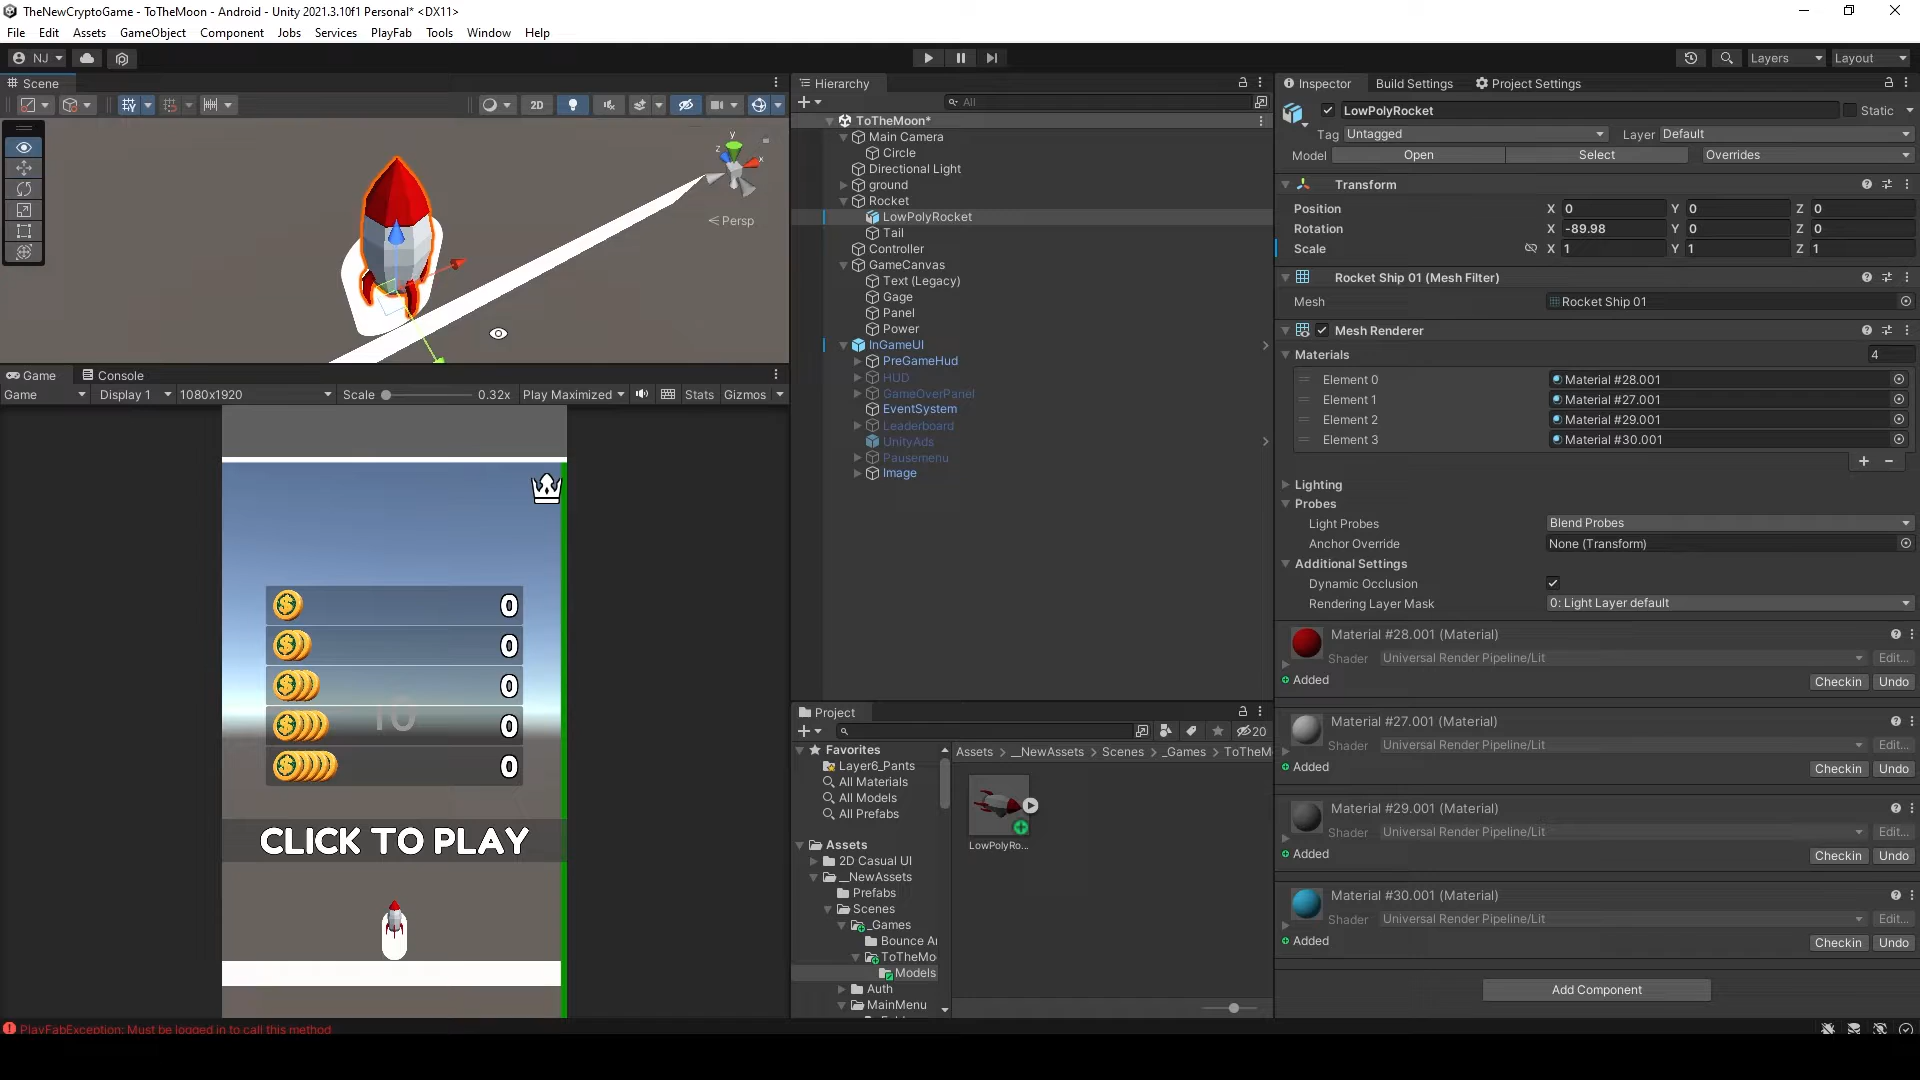 TheNewCryptoGame - ToTheMoon - Android - Unity 2021.3.10f1 Personal* <DX11>
File Edit Assets GameObject Component Jobs Services PlayFab Tools Window Help
NJ
Layers
Layout
Scene
2D
y
z
x
Persp
Game
Console
Game
Display 1
1080x1920
Scale
0.32x
Play Maximized
Stats
Gizmos
0
0
0
0
0
CLICK TO PLAY
PlayFabException: Must be logged in to call this method
Hierarchy
All
ToTheMoon*
Main Camera
Circle
Directional Light
ground
Rocket
LowPolyRocket
Tail
Controller
GameCanvas
Text (Legacy)
Gage
Panel
Power
InGameUI
PreGameHud
HUD
GameOverPanel
EventSystem
Leaderboard
UnityAds
Pausemenu
Image
Project
20
Favorites
Layer6_Pants
All Materials
All Models
All Prefabs
Assets
2D Casual UI
__NewAssets
Prefabs
Scenes
_Games
Bounce Ar
ToTheMo
Models
Auth
MainMenu
Assets > __NewAssets > Scenes > _Games > ToTheM
LowPolyRo...
Inspector
Build Settings
Project Settings
LowPolyRocket
Static
Tag Untagged
Layer Default
Model Open Select Overrides
Transform
Position X 0 Y 0 Z 0
Rotation X -89.98 Y 0 Z 0
Scale X 1 Y 1 Z 1
Rocket Ship 01 (Mesh Filter)
Mesh Rocket Ship 01
Mesh Renderer
Materials 4
Element 0 Material #28.001
Element 1 Material #27.001
Element 2 Material #29.001
Element 3 Material #30.001
Lighting
Probes
Light Probes Blend Probes
Anchor Override None (Transform)
Additional Settings
Dynamic Occlusion
Rendering Layer Mask 0: Light Layer default
Material #28.001 (Material)
Shader Universal Render Pipeline/Lit Edit...
Added Checkin Undo
Material #27.001 (Material)
Shader Universal Render Pipeline/Lit Edit...
Added Checkin Undo
Material #29.001 (Material)
Shader Universal Render Pipeline/Lit Edit...
Added Checkin Undo
Material #30.001 (Material)
Shader Universal Render Pipeline/Lit Edit...
Added Checkin Undo
Add Component